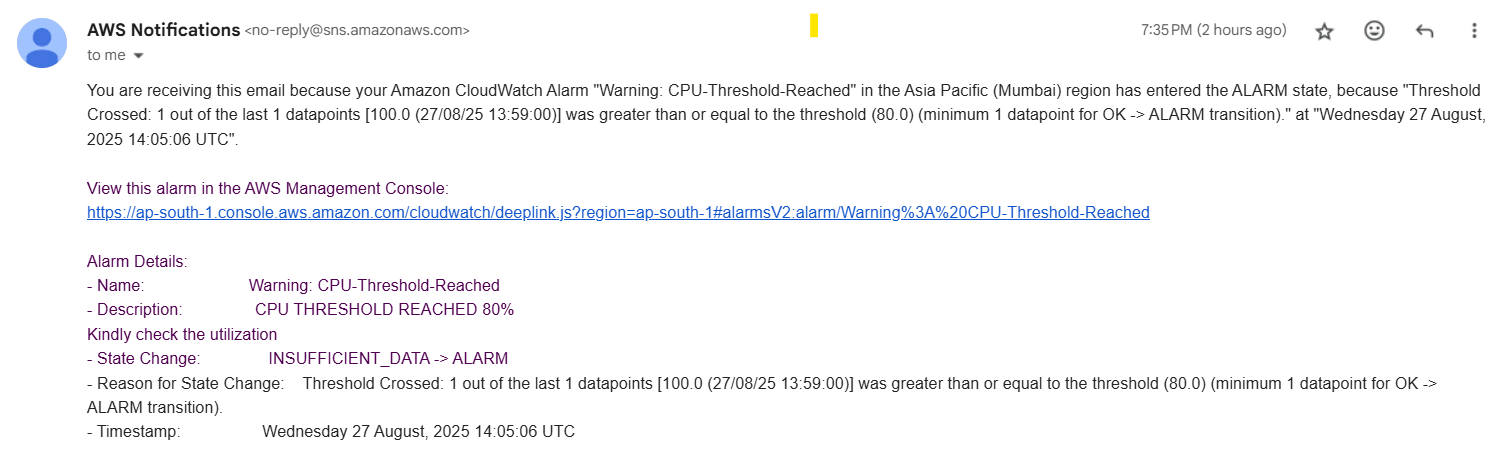 AWS Notifications <no-reply@sns.amazonaws.com>
7:35 PM (2 hours ago)
to me
You are receiving this email because your Amazon CloudWatch Alarm "Warning: CPU-Threshold-Reached" in the Asia Pacific (Mumbai) region has entered the ALARM state, because "Threshold
Crossed: 1 out of the last 1 datapoints [100.0 (27/08/25 13:59:00)] was greater than or equal to the threshold (80.0) (minimum 1 datapoint for OK -> ALARM transition)." at "Wednesday 27 August,
2025 14:05:06 UTC".
View this alarm in the AWS Management Console:
https://ap-south-1.console.aws.amazon.com/cloudwatch/deeplink.js?region=ap-south-1#alarmsV2:alarm/Warning%3A%20CPU-Threshold-Reached
Alarm Details:
- Name: Warning: CPU-Threshold-Reached
- Description: CPU THRESHOLD REACHED 80%
Kindly check the utilization
- State Change: INSUFFICIENT_DATA -> ALARM
- Reason for State Change: Threshold Crossed: 1 out of the last 1 datapoints [100.0 (27/08/25 13:59:00)] was greater than or equal to the threshold (80.0) (minimum 1 datapoint for OK ->
ALARM transition).
- Timestamp: Wednesday 27 August, 2025 14:05:06 UTC